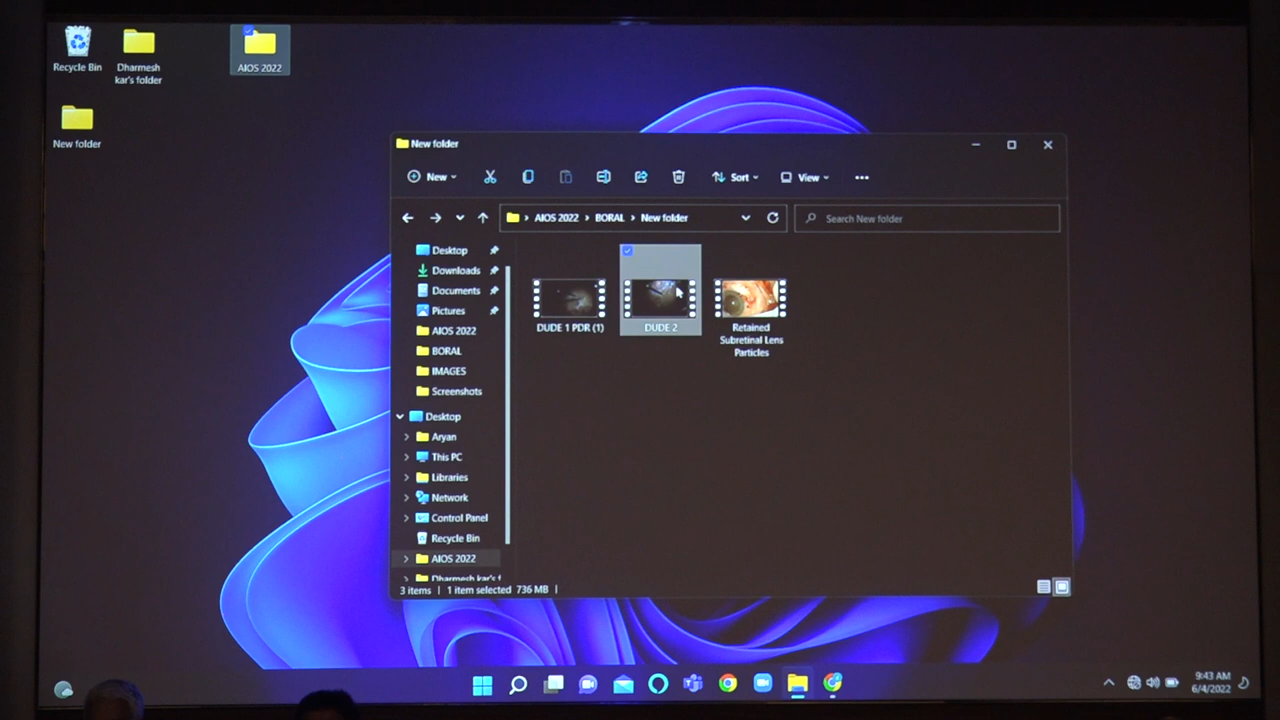 Recycle Bin
Dharmesh
kar's folder
AIOS 2022
New folder
New folder
New
Sort
View
AIOS 2022 > BORAL > New folder
Search New folder
Desktop
Downloads
Documents
Pictures
AIOS 2022
BORAL
IMAGES
Screenshots
Desktop
Aryan
This PC
Libraries
Network
Control Panel
Recycle Bin
AIOS 2022
Dharmesh kar's f
DUDE 1 PDR (1)
DUDE 2
Retained
Subretinal Lens
Particles
3 items | 1 item selected 736 MB |
9:43 AM
6/4/2022